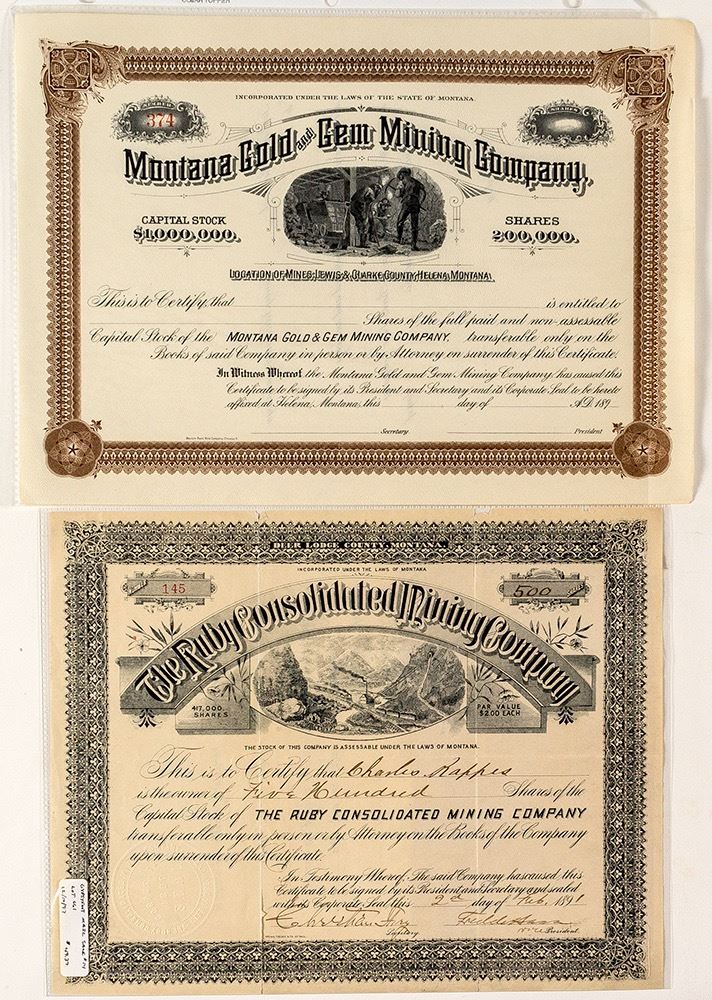 INCORPORATED UNDER THE LAWS OF THE STATE OF MONTANA.
NUMBER
374
SHARES
Montana Gold and Gem Mining Company,
CAPITAL STOCK
$1,000,000.
SHARES
200,000.
LOCATION OF MINES: LEWIS & CLARKE COUNTY HELENA, MONTANA.
This is to Certify, that is entitled to
Shares of the full paid and non-assessable
Capital Stock of the MONTANA GOLD & GEM MINING COMPANY. transferable only on the
Books of said Company in person or by Attorney on surrender of this Certificate.
In Witness Whereof the Montana Gold and Gem Mining Company has caused this
Certificate to be signed by its President and Secretary and its Corporate Seal to be hereto
affixed at Helena, Montana, this day of A.D. 189
Secretary.
President
DEER LODGE COUNTY, MONTANA.
INCORPORATED UNDER THE LAWS OF MONTANA
145
500
The Ruby Consolidated Mining Company
417,000
SHARES
PAR VALUE
$2.00 EACH
THE STOCK OF THIS COMPANY IS ASSESSABLE UNDER THE LAWS OF MONTANA.
This is to Certify that Charles Rappes
is the owner of Five Hundred Shares of the
Capital Stock of THE RUBY CONSOLIDATED MINING COMPANY
transferable only in person or by Attorney on the Books of the Company
upon surrender of this Certificate.
In Testimony Whereof, The said Company has caused this
Certificate to be signed by its President and Secretary and sealed
with its Corporate Seal this 2d day of Feb. 1891
Secretary
President.